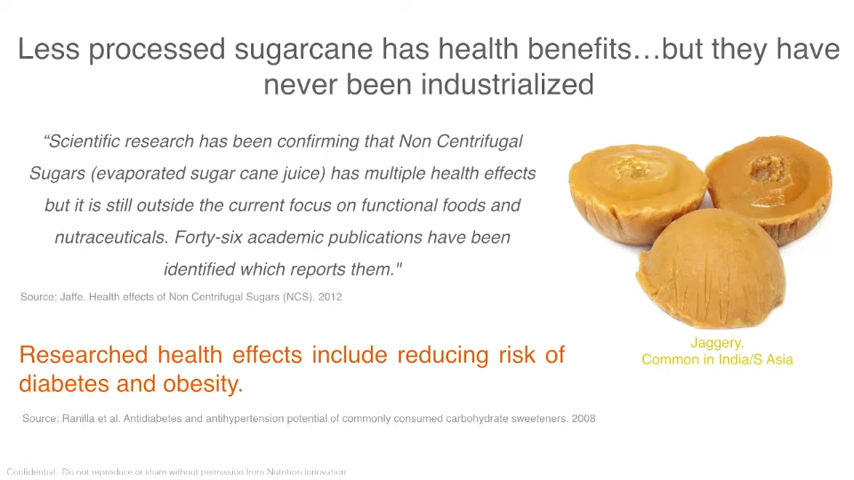 Less processed sugarcane has health benefits…but they have
never been industrialized
“Scientific research has been confirming that Non Centrifugal
Sugars (evaporated sugar cane juice) has multiple health effects
but it is still outside the current focus on functional foods and
nutraceuticals. Forty-six academic publications have been
identified which reports them."
Source: Jaffe. Health effects of Non Centrifugal Sugars (NCS). 2012
Jaggery.
Common in India/S Asia
Researched health effects include reducing risk of
diabetes and obesity.
Source: Ranilla et al. Antidiabetes and antihypertension potential of commonly consumed carbohydrate sweeteners. 2008
Confidential. Do not reproduce or share without permission from Nutrition Innovation